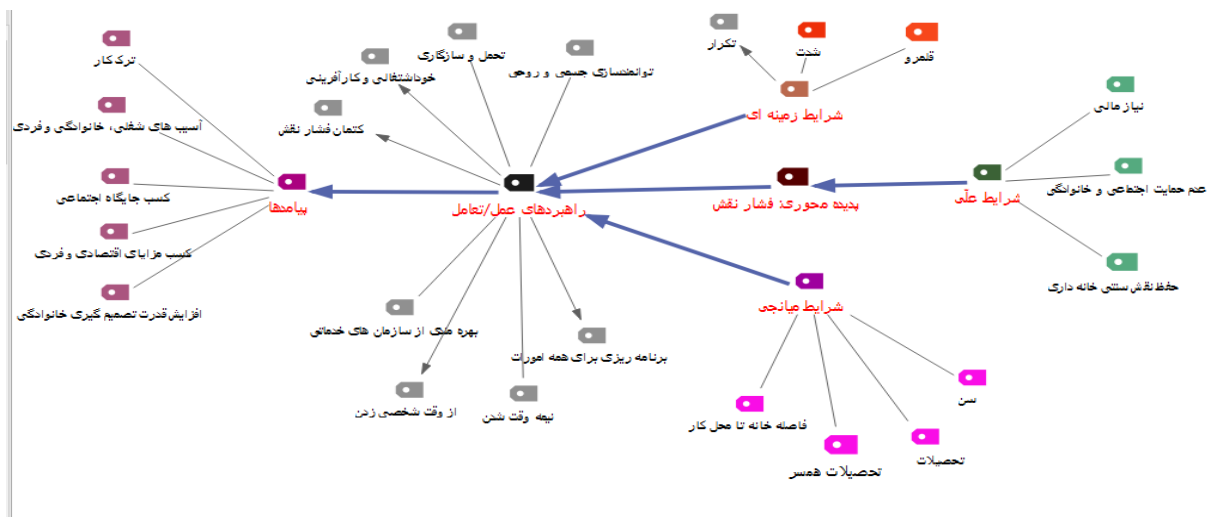 نیاز مالی
عدم حمایت اجتماعی و خانوادگی
حفظ نقش سنتی خانه داری
شرایط علّی
قلمرو
شدت
تکرار
شرایط زمینه ای
پدیده محوری: فشار نقش
شرایط میانجی
سن
تحصیلات
تحصیلات همسر
فاصله خانه تا محل کار
توانمندسازی جسمی و روحی
تحمل و سازگاری
خوداشتغالی و کارآفرینی
کتمان فشار نقش
راهبردهای عمل/تعامل
برنامه ریزی برای همه امورات
نیمه وقت شدن
از وقت شخصی زدن
بهره مندی از سازمان های خدماتی
پیامدها
ترک کار
آسیب های شغلی، خانوادگی و فردی
کسب جایگاه اجتماعی
کسب مزایای اقتصادی و فردی
افزایش قدرت تصمیم گیری خانوادگی